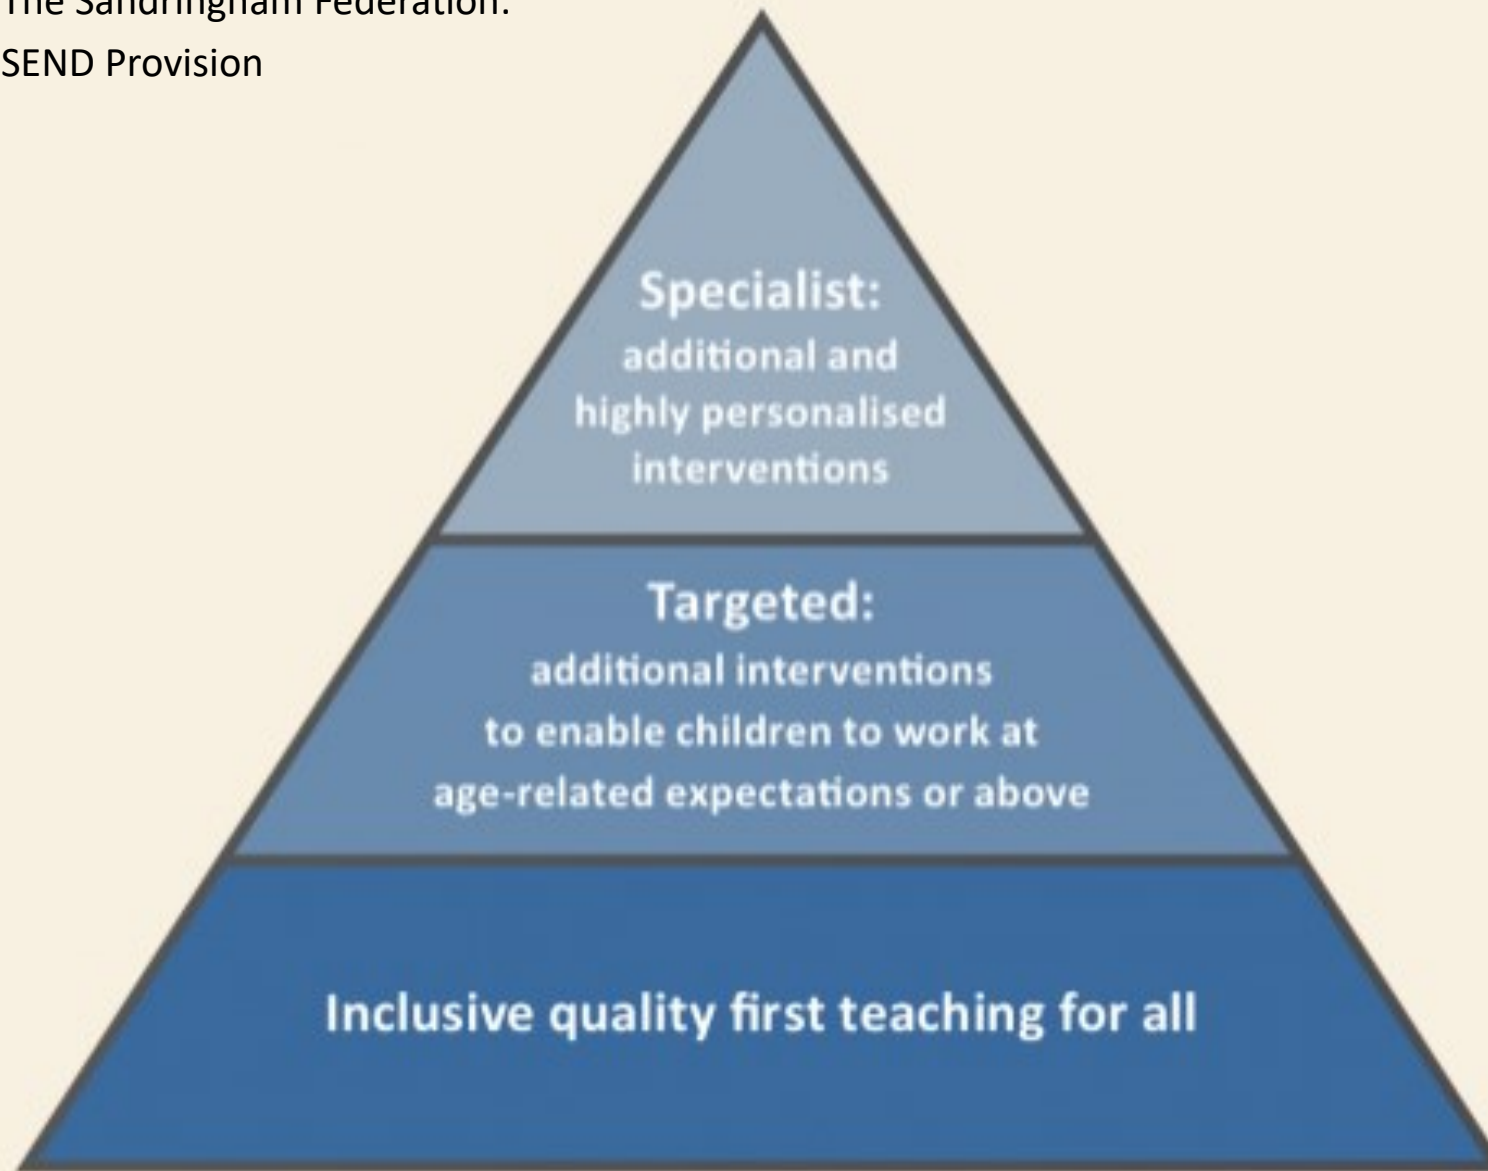 The Sandringham Federation.
SEND Provision
Specialist:
additional and
highly personalised
interventions
Targeted:
additional interventions
to enable children to work at
age-related expectations or above
Inclusive quality first teaching for all